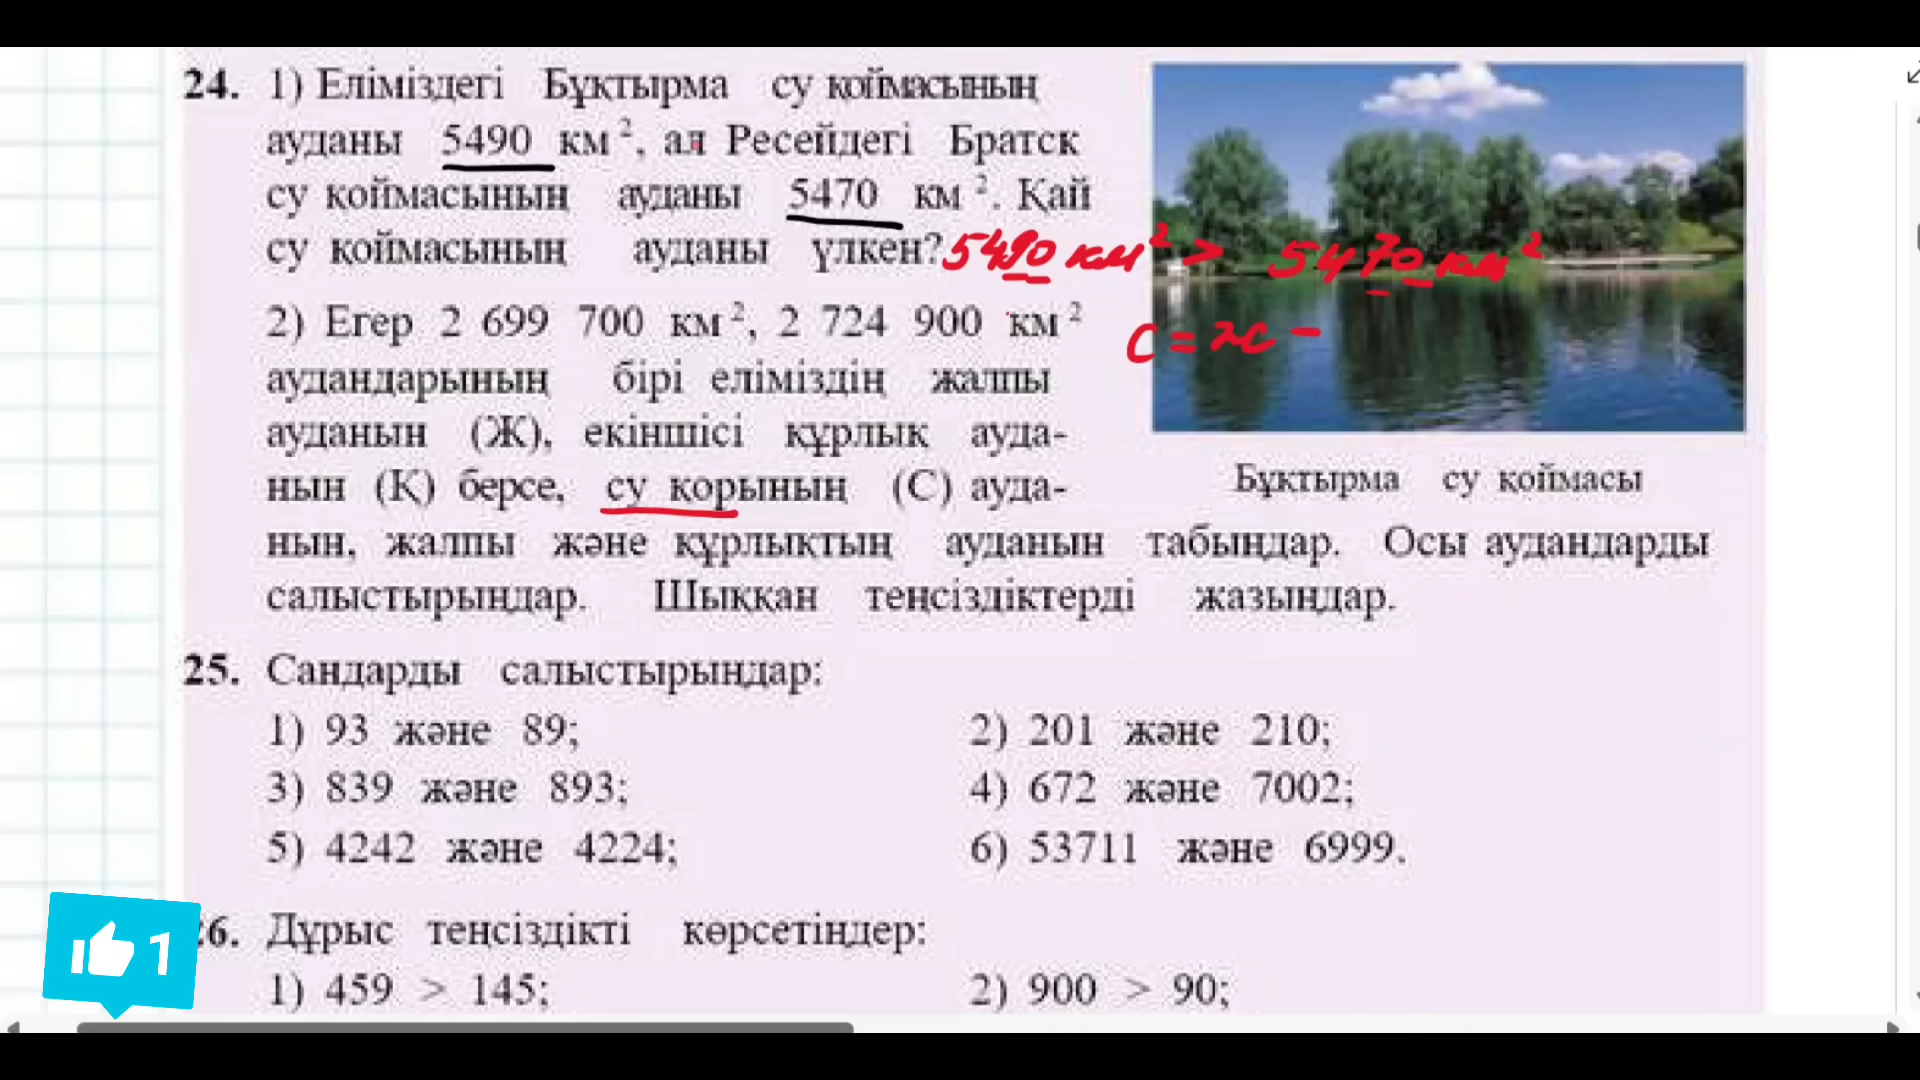 24. 1) Еліміздегі Бұқтырма су қоймасының
ауданы 5490 км², ал Ресейдегі Братск
су қоймасының ауданы 5470 км². Қай
су қоймасының ауданы үлкен? 5490 км² > 5470 км²
2) Егер 2 699 700 км², 2 724 900 км²
аудандарының бірі еліміздің жалпы
ауданын (Ж), екіншісі құрлық ауда-
нын (Қ) берсе, су қорының (С) ауда-
нын, жалпы және құрлықтың ауданын табыңдар. Осы аудандарды
салыстырыңдар. Шыққан теңсіздіктерді жазыңдар.
Бұқтырма су қоймасы
25. Сандарды салыстырыңдар:
1) 93 және 89; 2) 201 және 210;
3) 839 және 893; 4) 672 және 7002;
5) 4242 және 4224; 6) 53711 және 6999.
26. Дұрыс теңсіздікті көрсетіңдер:
1) 459 > 145; 2) 900 > 90;
1